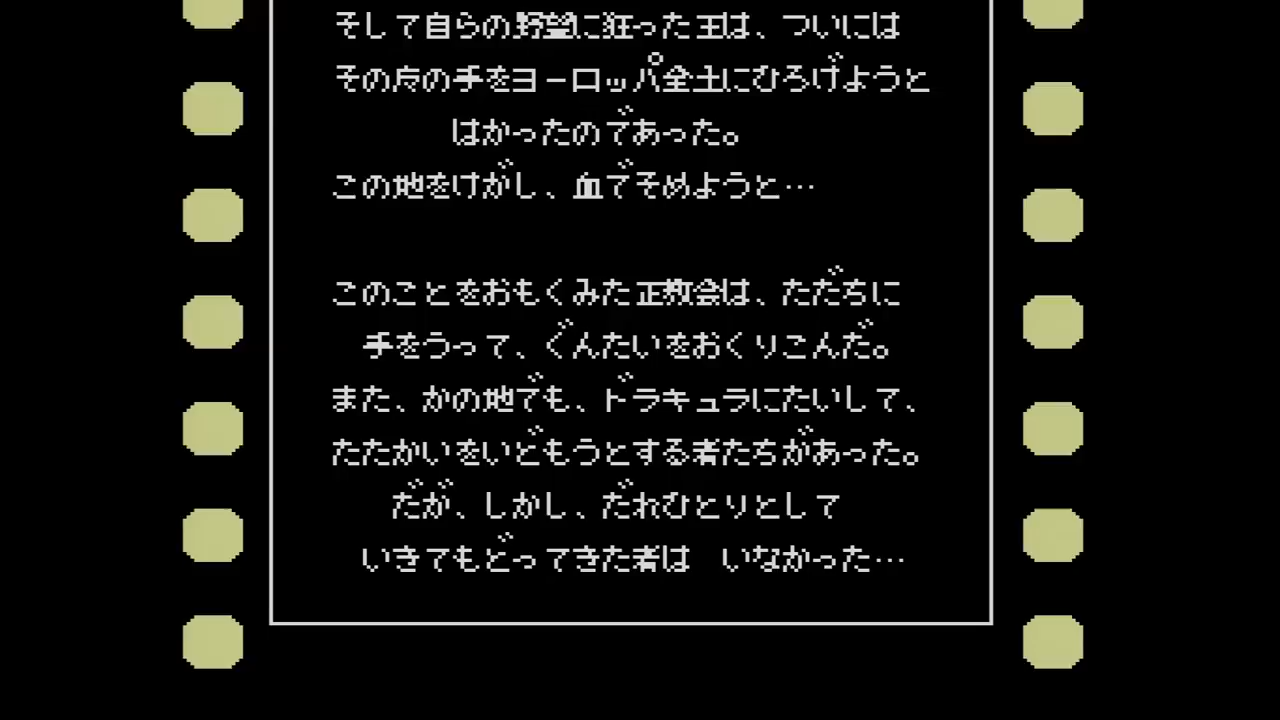 そして自らの野望に狂った王は、ついには
その灰の手をヨーロッパ全土にひろげようと
はかったのであった。
この地をけがし、血でそめようと…
このことをおもくみた正教会は、ただちに
手をうって、ぐんたいをおくりこんだ。
また、かの地でも、ドラキュラにたいして、
たたかいをいどもうとする者たちがあった。
だが、しかし、だれひとりとして
いきてもどってきた者は いなかった…